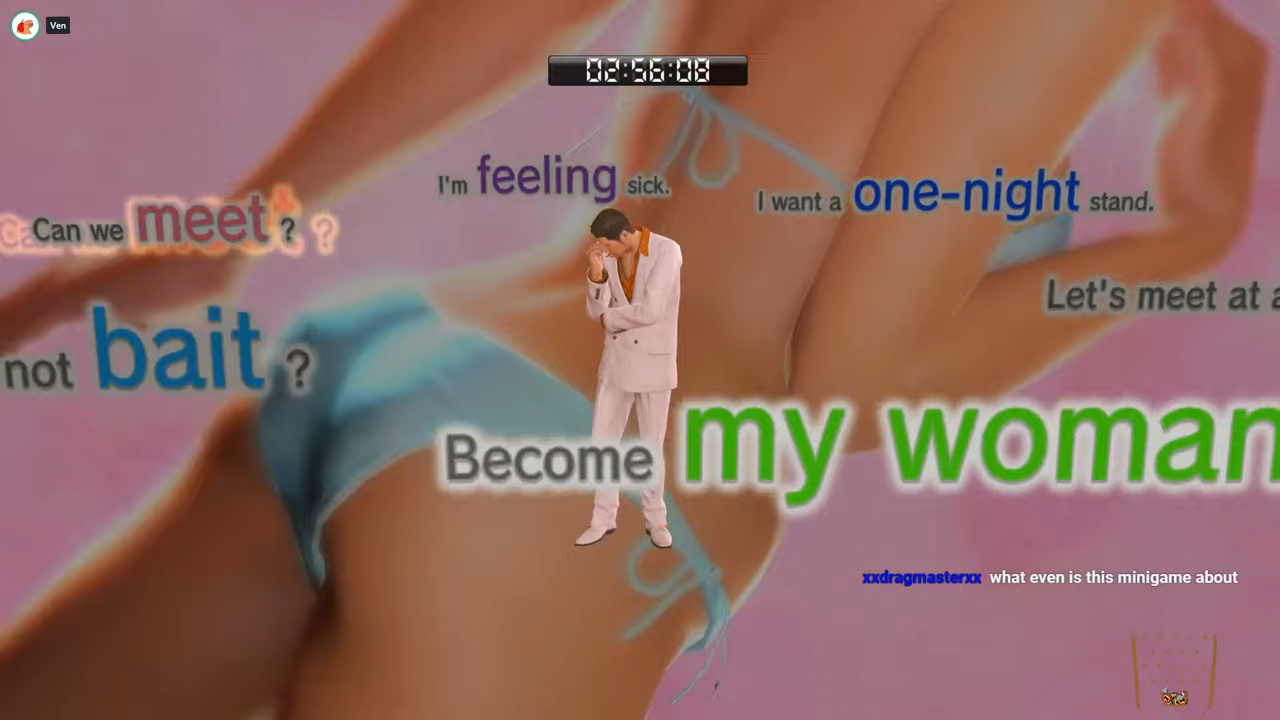 Ven
02:56:08
I'm feeling sick.
I want a one-night stand.
Can we meet ?
Let's meet at a
not bait ?
Become my woman
xxdragmasterxx what even is this minigame about